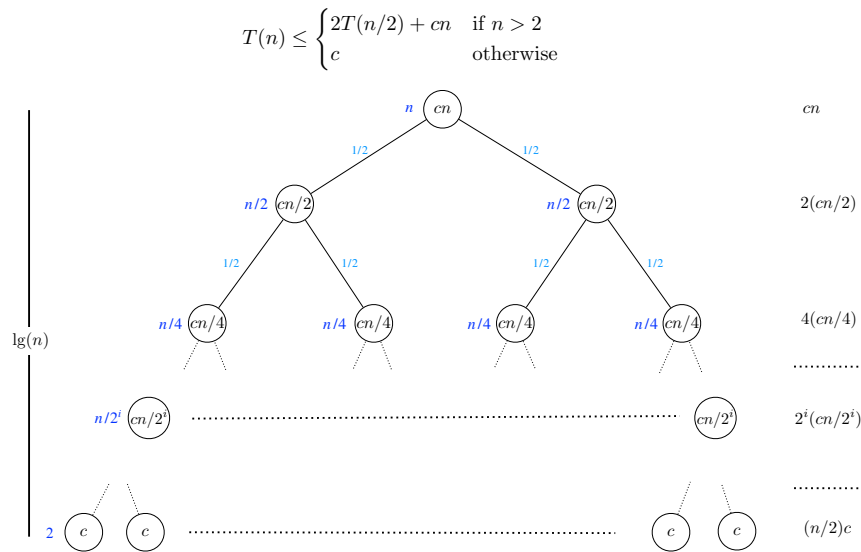 T(n) ≤ { 2T(n/2) + cn if n > 2
c otherwise
n cn cn
1/2 1/2
n/2 cn/2 n/2 cn/2 2(cn/2)
1/2 1/2 1/2 1/2
n/4 cn/4 n/4 cn/4 n/4 cn/4 n/4 cn/4 4(cn/4)
lg(n)
n/2^i cn/2^i cn/2^i 2^i(cn/2^i)
2 c c c c (n/2)c